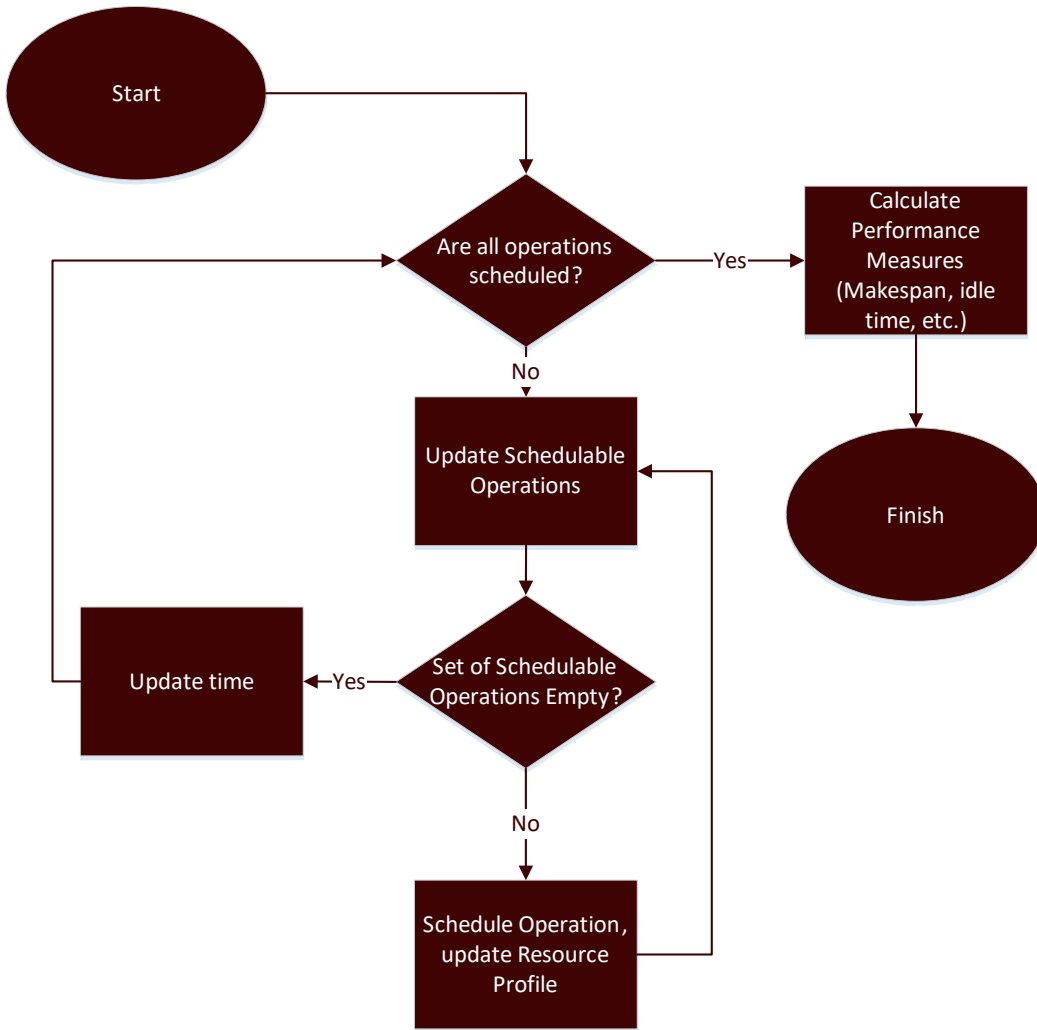 Start
Are all operations
scheduled?
Yes
Calculate
Performance
Measures
(Makespan, idle
time, etc.)
No
Update Schedulable
Operations
Finish
Update time
Yes
Set of Schedulable
Operations Empty?
No
Schedule Operation,
update Resource
Profile